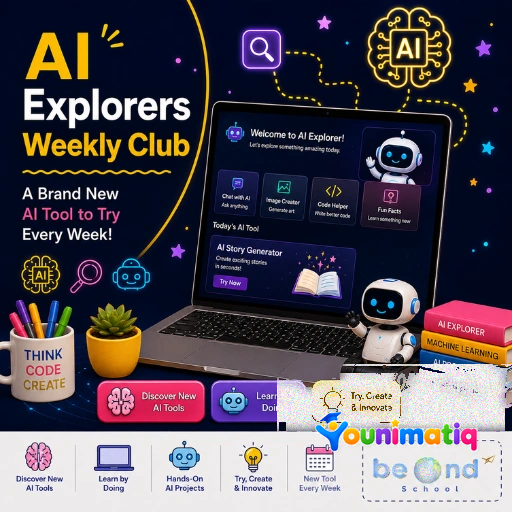 AI
Explorers
Weekly Club
A Brand New
AI Tool to Try
Every Week!
AI
AI
Welcome to AI Explorer!
Let's explore something amazing today.
Chat with AI
Ask anything
Image Creator
Generate art
Code Helper
Write better code
Fun Facts
Learn something new
Today's AI Tool
AI Story Generator
Create exciting stories
in seconds!
Try Now
THINK
CODE
CREATE
AI EXPLORER
MACHINE LEARNING
Discover New
AI Tools
Learn
Doing
Try, Create
& Innovate
Younimatiq
beyond
School
Discover New
AI Tools
Learn by
Doing
Hands-On
AI Projects
Try, Create
& Innovate
New Tool
Every Week